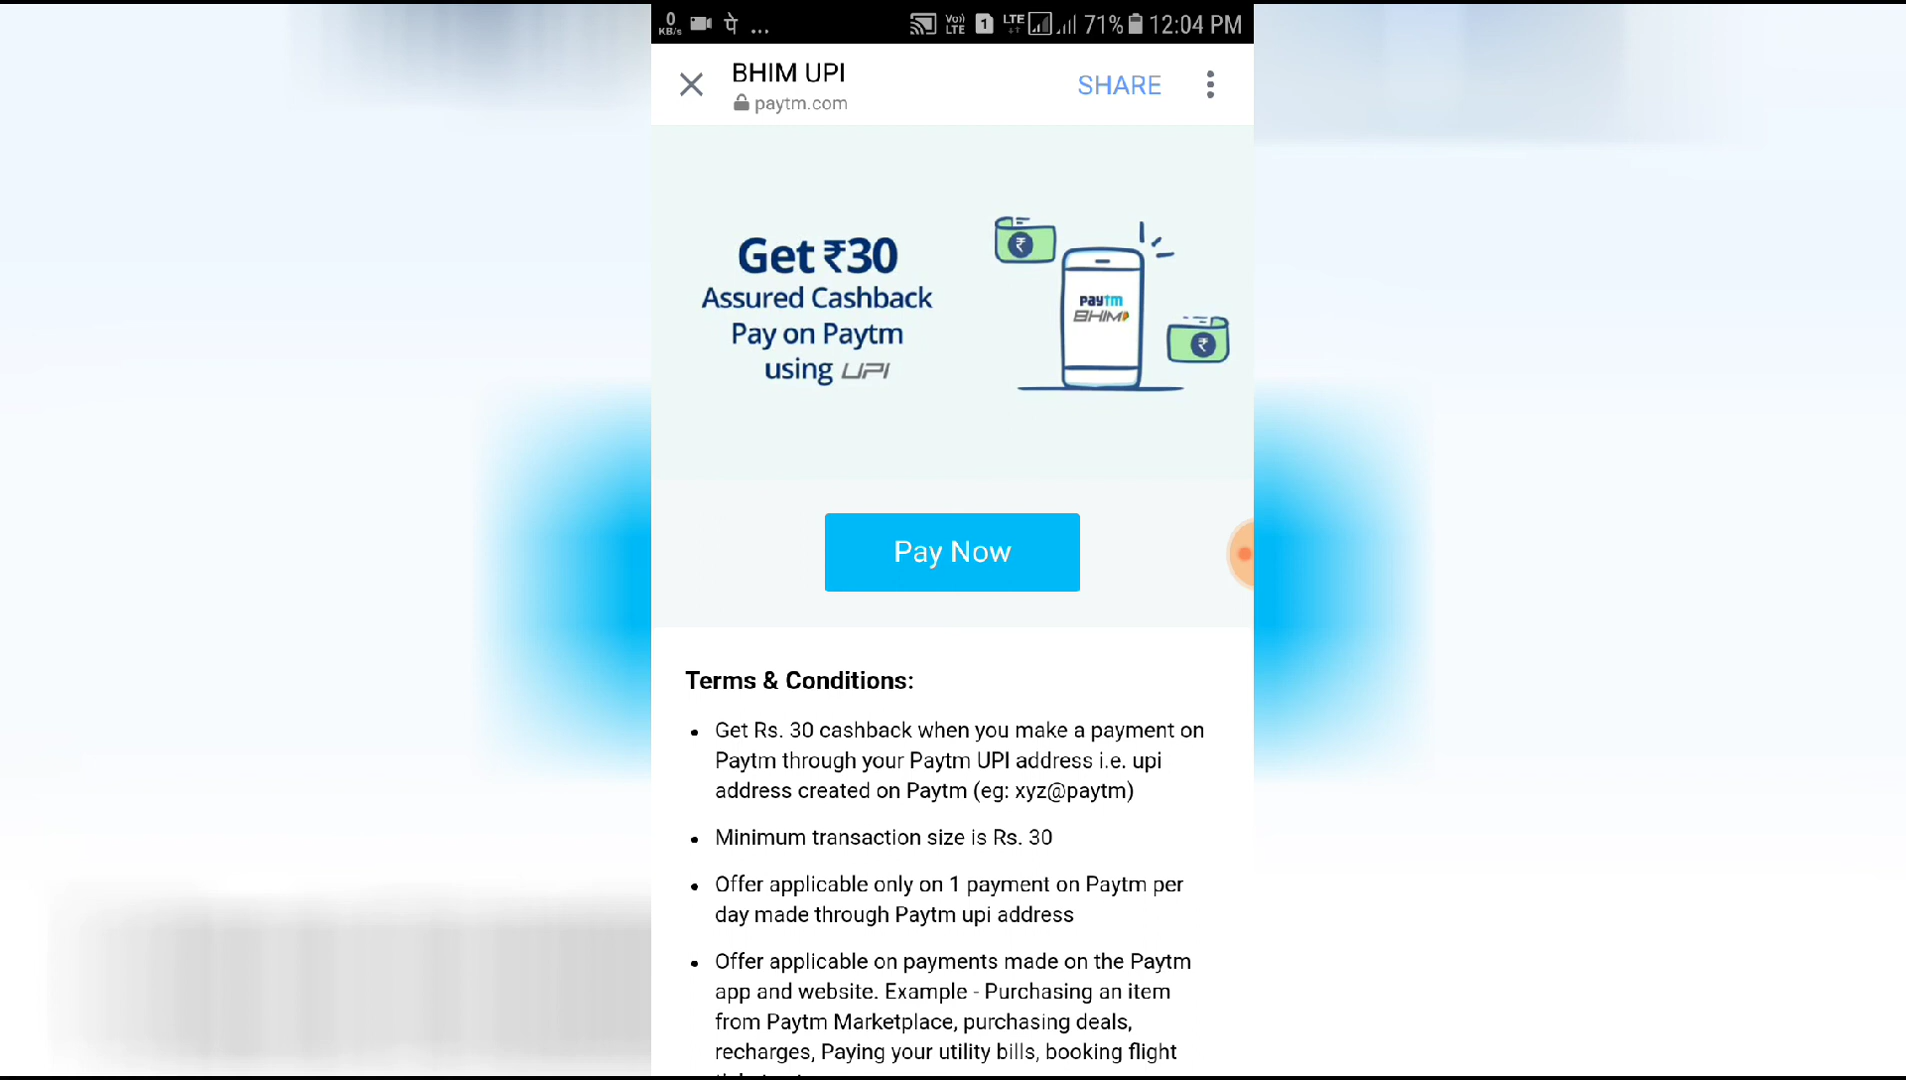 0
KB/s पे ... Vo)) LTE 1 LTE 71% 12:04 PM
BHIM UPI
paytm.com
SHARE
Get ₹30
Assured Cashback
Pay on Paytm
using UPI
₹
paytm
BHIM
₹
Pay Now
Terms & Conditions:
• Get Rs. 30 cashback when you make a payment on
Paytm through your Paytm UPI address i.e. upi
address created on Paytm (eg: xyz@paytm)
• Minimum transaction size is Rs. 30
• Offer applicable only on 1 payment on Paytm per
day made through Paytm upi address
• Offer applicable on payments made on the Paytm
app and website. Example - Purchasing an item
from Paytm Marketplace, purchasing deals,
recharges, Paying your utility bills, booking flight